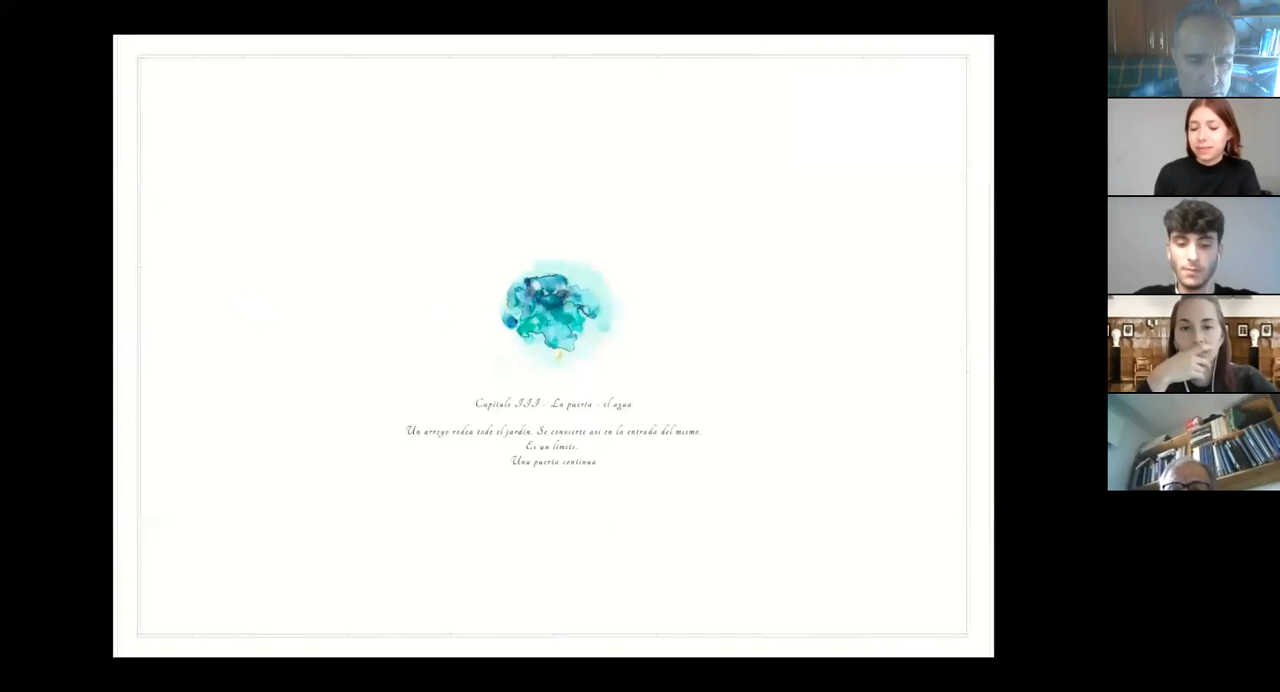 Capítulo III - La puerta - el agua
Un arroyo rodea todo el jardín. Se convierte así en la entrada del mismo.
Es un límite.
Una puerta continua